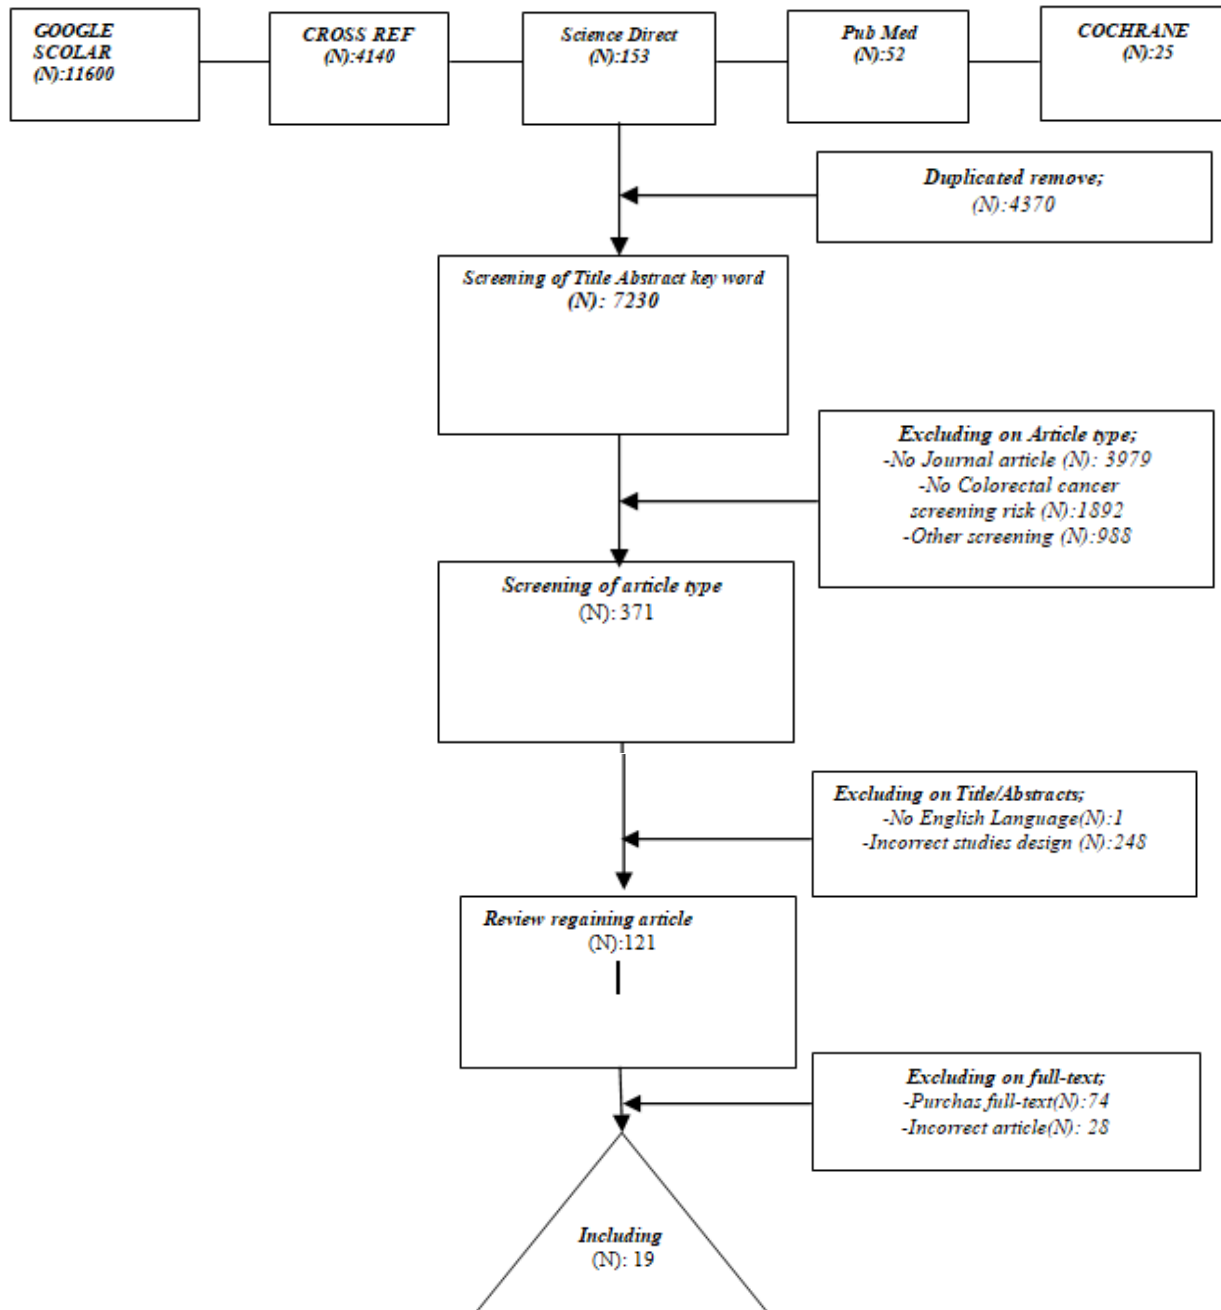 GOOGLE
SCOLAR
(N):11600
CROSS REF
(N):4140
Science Direct
(N):153
Pub Med
(N):52
COCHRANE
(N):25
Duplicated remove;
(N):4370
Screening of Title Abstract key word
(N): 7230
Excluding on Article type;
-No Journal article (N): 3979
-No Colorectal cancer
screening risk (N):1892
-Other screening (N):988
Screening of article type
(N): 371
Excluding on Title/Abstracts;
-No English Language(N):1
-Incorrect studies design (N):248
Review regaining article
(N):121
Excluding on full-text;
-Purchas full-text(N):74
-Incorrect article(N): 28
Including
(N): 19